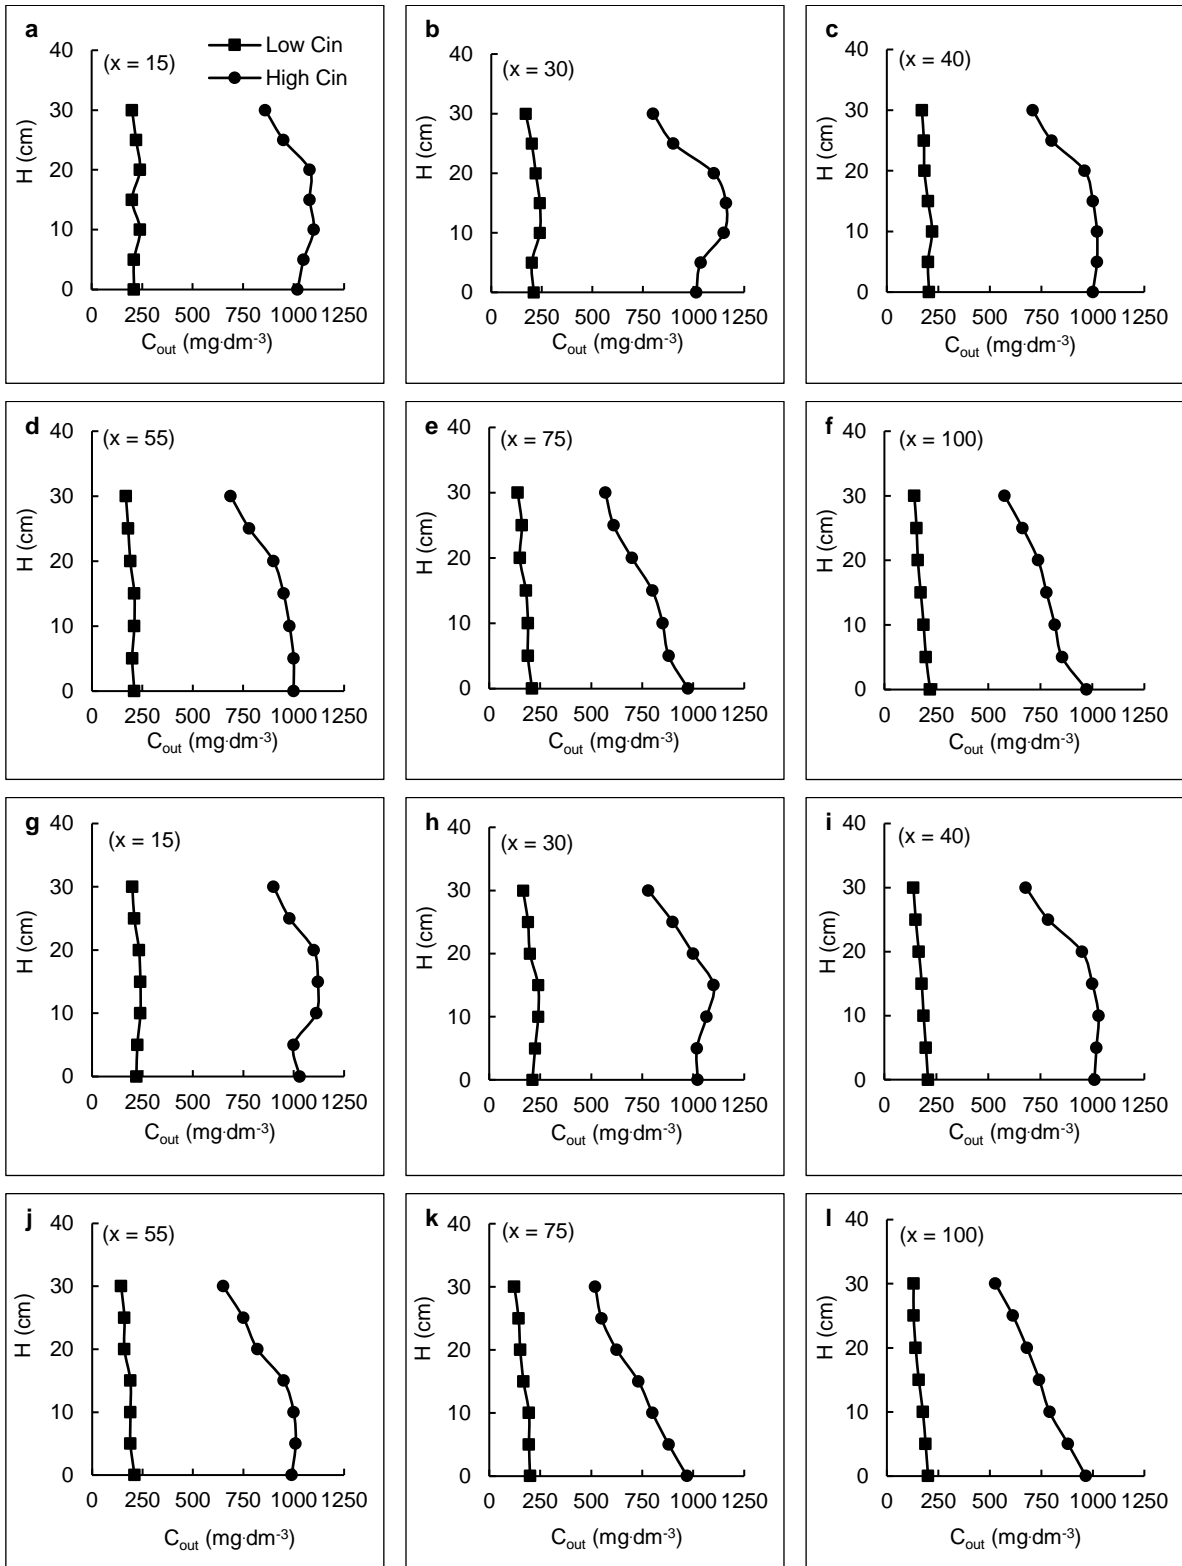 a
Low Cin
High Cin
(x = 15)
40
30
20
10
0
H (cm)
0 250 500 750 1000 1250
Cout (mg·dm-3)
b
(x = 30)
40
30
20
10
0
H (cm)
0 250 500 750 1000 1250
Cout (mg·dm-3)
c
(x = 40)
40
30
20
10
0
H (cm)
0 250 500 750 1000 1250
Cout (mg·dm-3)
d
(x = 55)
40
30
20
10
0
H (cm)
0 250 500 750 1000 1250
Cout (mg·dm-3)
e
(x = 75)
40
30
20
10
0
H (cm)
0 250 500 750 1000 1250
Cout (mg·dm-3)
f
(x = 100)
40
30
20
10
0
H (cm)
0 250 500 750 1000 1250
Cout (mg·dm-3)
g
(x = 15)
40
30
20
10
0
H (cm)
0 250 500 750 1000 1250
Cout (mg·dm-3)
h
(x = 30)
40
30
20
10
0
H (cm)
0 250 500 750 1000 1250
Cout (mg·dm-3)
i
(x = 40)
40
30
20
10
0
H (cm)
0 250 500 750 1000 1250
Cout (mg·dm-3)
j
(x = 55)
40
30
20
10
0
H (cm)
0 250 500 750 1000 1250
Cout (mg·dm-3)
k
(x = 75)
40
30
20
10
0
H (cm)
0 250 500 750 1000 1250
Cout (mg·dm-3)
l
(x = 100)
40
30
20
10
0
H (cm)
0 250 500 750 1000 1250
Cout (mg·dm-3)